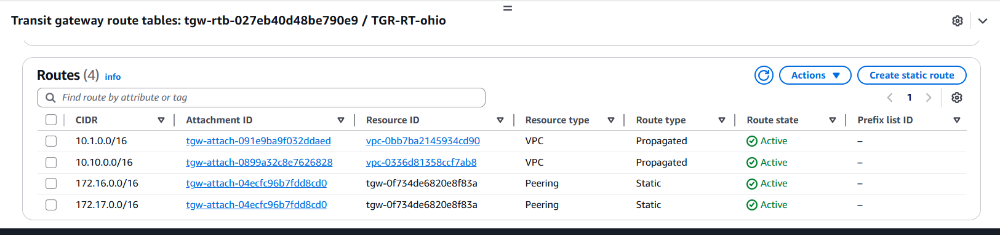 Transit gateway route tables: tgw-rtb-027eb40d48be790e9 / TGR-RT-ohio
Routes (4) info
Actions
Create static route
Find route by attribute or tag
1
CIDR Attachment ID Resource ID Resource type Route type Route state Prefix list ID
10.1.0.0/16 tgw-attach-091e9ba9f032ddaed vpc-0bb7ba2145934cd90 VPC Propagated Active –
10.10.0.0/16 tgw-attach-0899a32c8e7626828 vpc-0336d81358ccf7ab8 VPC Propagated Active –
172.16.0.0/16 tgw-attach-04ecfc96b7fdd8cd0 tgw-0f734de6820e8f83a Peering Static Active –
172.17.0.0/16 tgw-attach-04ecfc96b7fdd8cd0 tgw-0f734de6820e8f83a Peering Static Active –